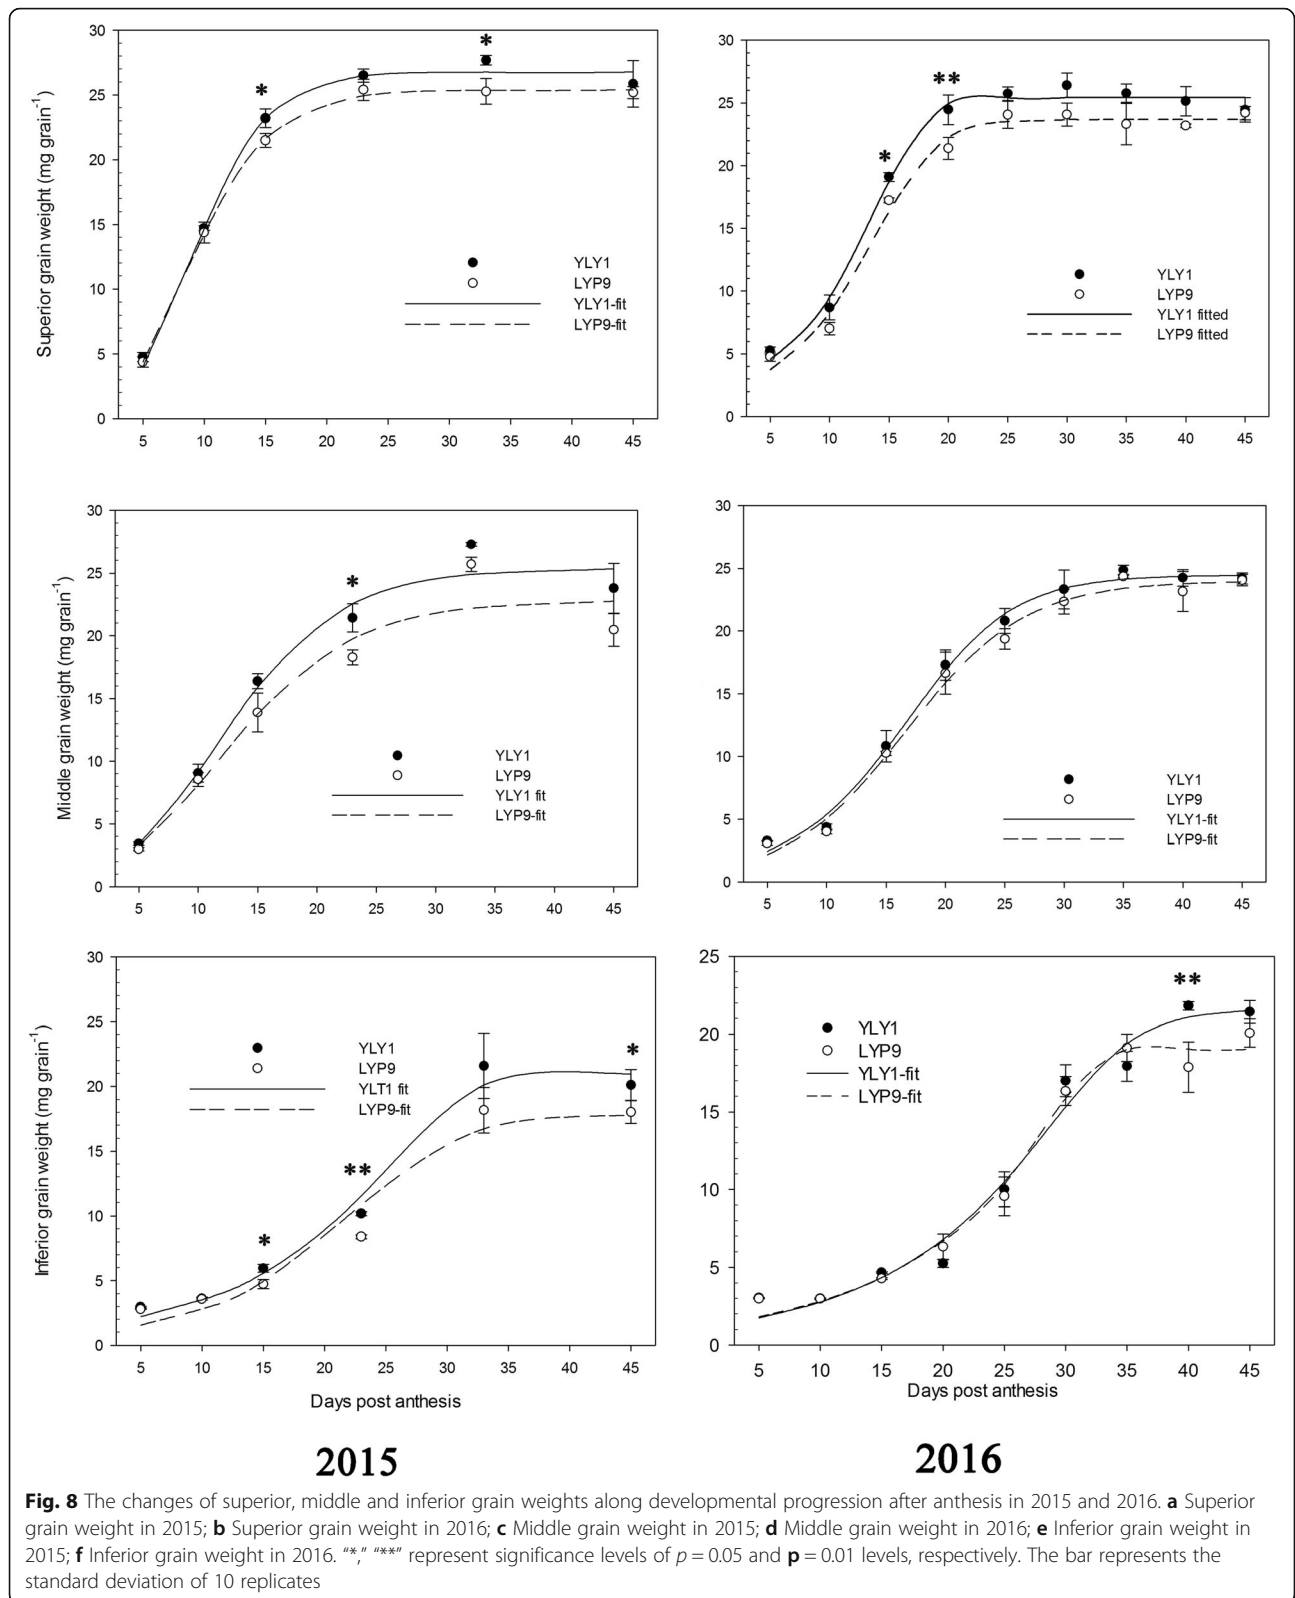 30
25
20
15
10
5
0
Superior grain weight (mg grain⁻¹)
*
*
YLY1
LYP9
YLY1-fit
LYP9-fit
5 10 15 20 25 30 35 40 45
30
25
20
15
10
5
0
**
*
YLY1
LYP9
YLY1 fitted
LYP9 fitted
5 10 15 20 25 30 35 40 45
30
25
20
15
10
5
0
Middle grain weight (mg grain⁻¹)
*
YLY1
LYP9
YLY1 fit
LYP9-fit
5 10 15 20 25 30 35 40 45
30
25
20
15
10
5
0
YLY1
LYP9
YLY1-fit
LYP9-fit
5 10 15 20 25 30 35 40 45
30
25
20
15
10
5
0
Inferior grain weight (mg grain⁻¹)
YLY1
LYP9
YLT1 fit
LYP9-fit
*
**
*
5 10 15 20 25 30 35 40 45
Days post anthesis
25
20
15
10
5
0
**
YLY1
LYP9
YLY1-fit
LYP9-fit
5 10 15 20 25 30 35 40 45
Days post anthesis
2015
2016
Fig. 8 The changes of superior, middle and inferior grain weights along developmental progression after anthesis in 2015 and 2016. a Superior
grain weight in 2015; b Superior grain weight in 2016; c Middle grain weight in 2015; d Middle grain weight in 2016; e Inferior grain weight in
2015; f Inferior grain weight in 2016. “*,” “**” represent significance levels of p = 0.05 and p = 0.01 levels, respectively. The bar represents the
standard deviation of 10 replicates